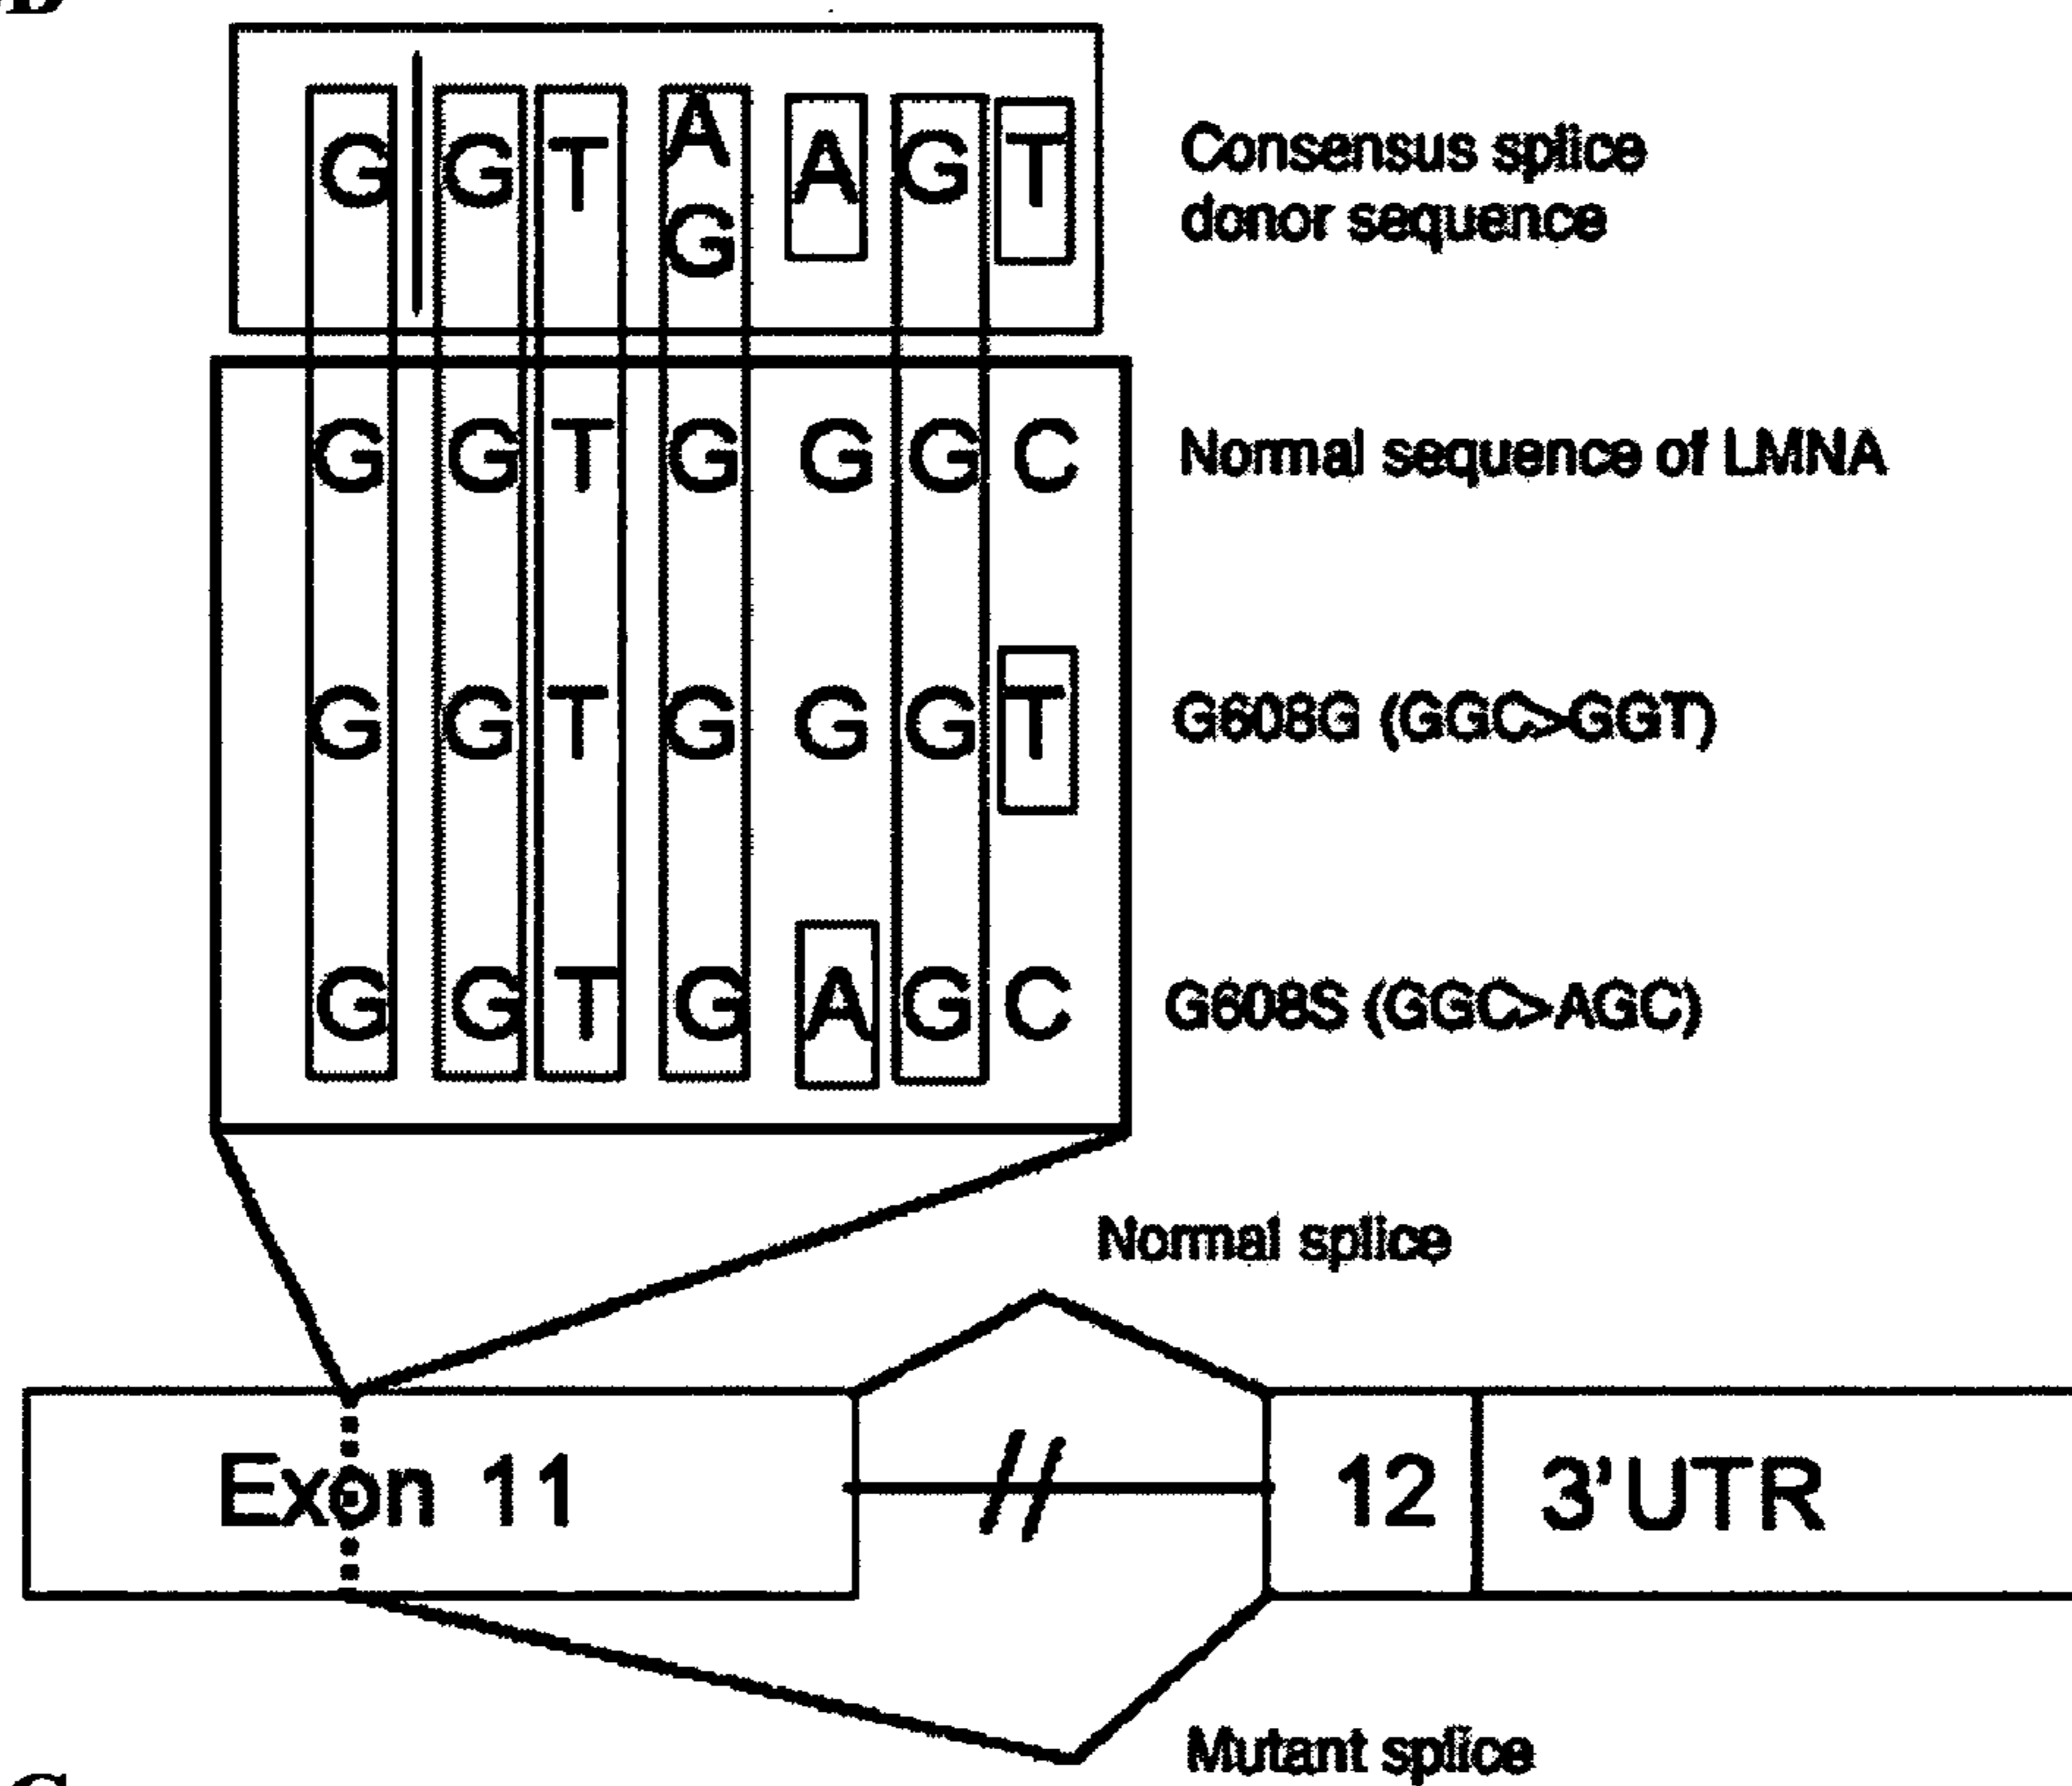 G G T A A G T
G
Consensus splice
donor sequence
G G T G G G C
Normal sequence of LMNA
G G T G G G T
G608G (GGC>GGT)
G G T G A G C
G608S (GGC>AGC)
Normal splice
Exon 11
12
3'UTR
Mutant splice